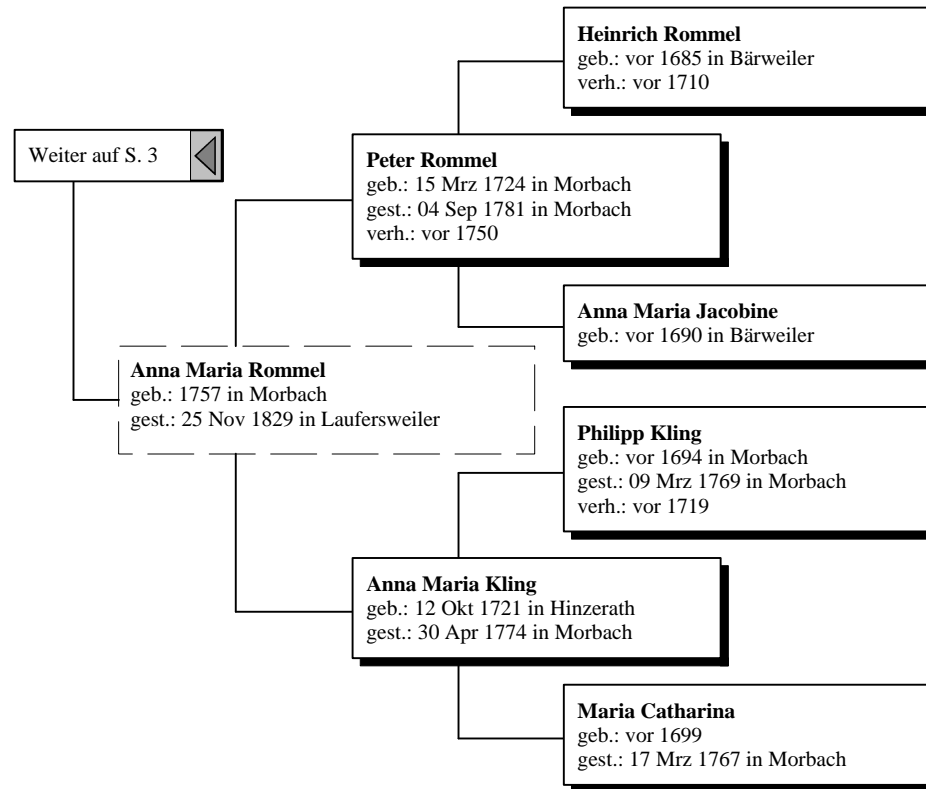 Heinrich Rommel
geb.: vor 1685 in Bärweiler
verh.: vor 1710
Weiter auf S. 3
Peter Rommel
geb.: 15 Mrz 1724 in Morbach
gest.: 04 Sep 1781 in Morbach
verh.: vor 1750
Anna Maria Jacobine
geb.: vor 1690 in Bärweiler
Anna Maria Rommel
geb.: 1757 in Morbach
gest.: 25 Nov 1829 in Laufersweiler
Philipp Kling
geb.: vor 1694 in Morbach
gest.: 09 Mrz 1769 in Morbach
verh.: vor 1719
Anna Maria Kling
geb.: 12 Okt 1721 in Hinzerath
gest.: 30 Apr 1774 in Morbach
Maria Catharina
geb.: vor 1699
gest.: 17 Mrz 1767 in Morbach